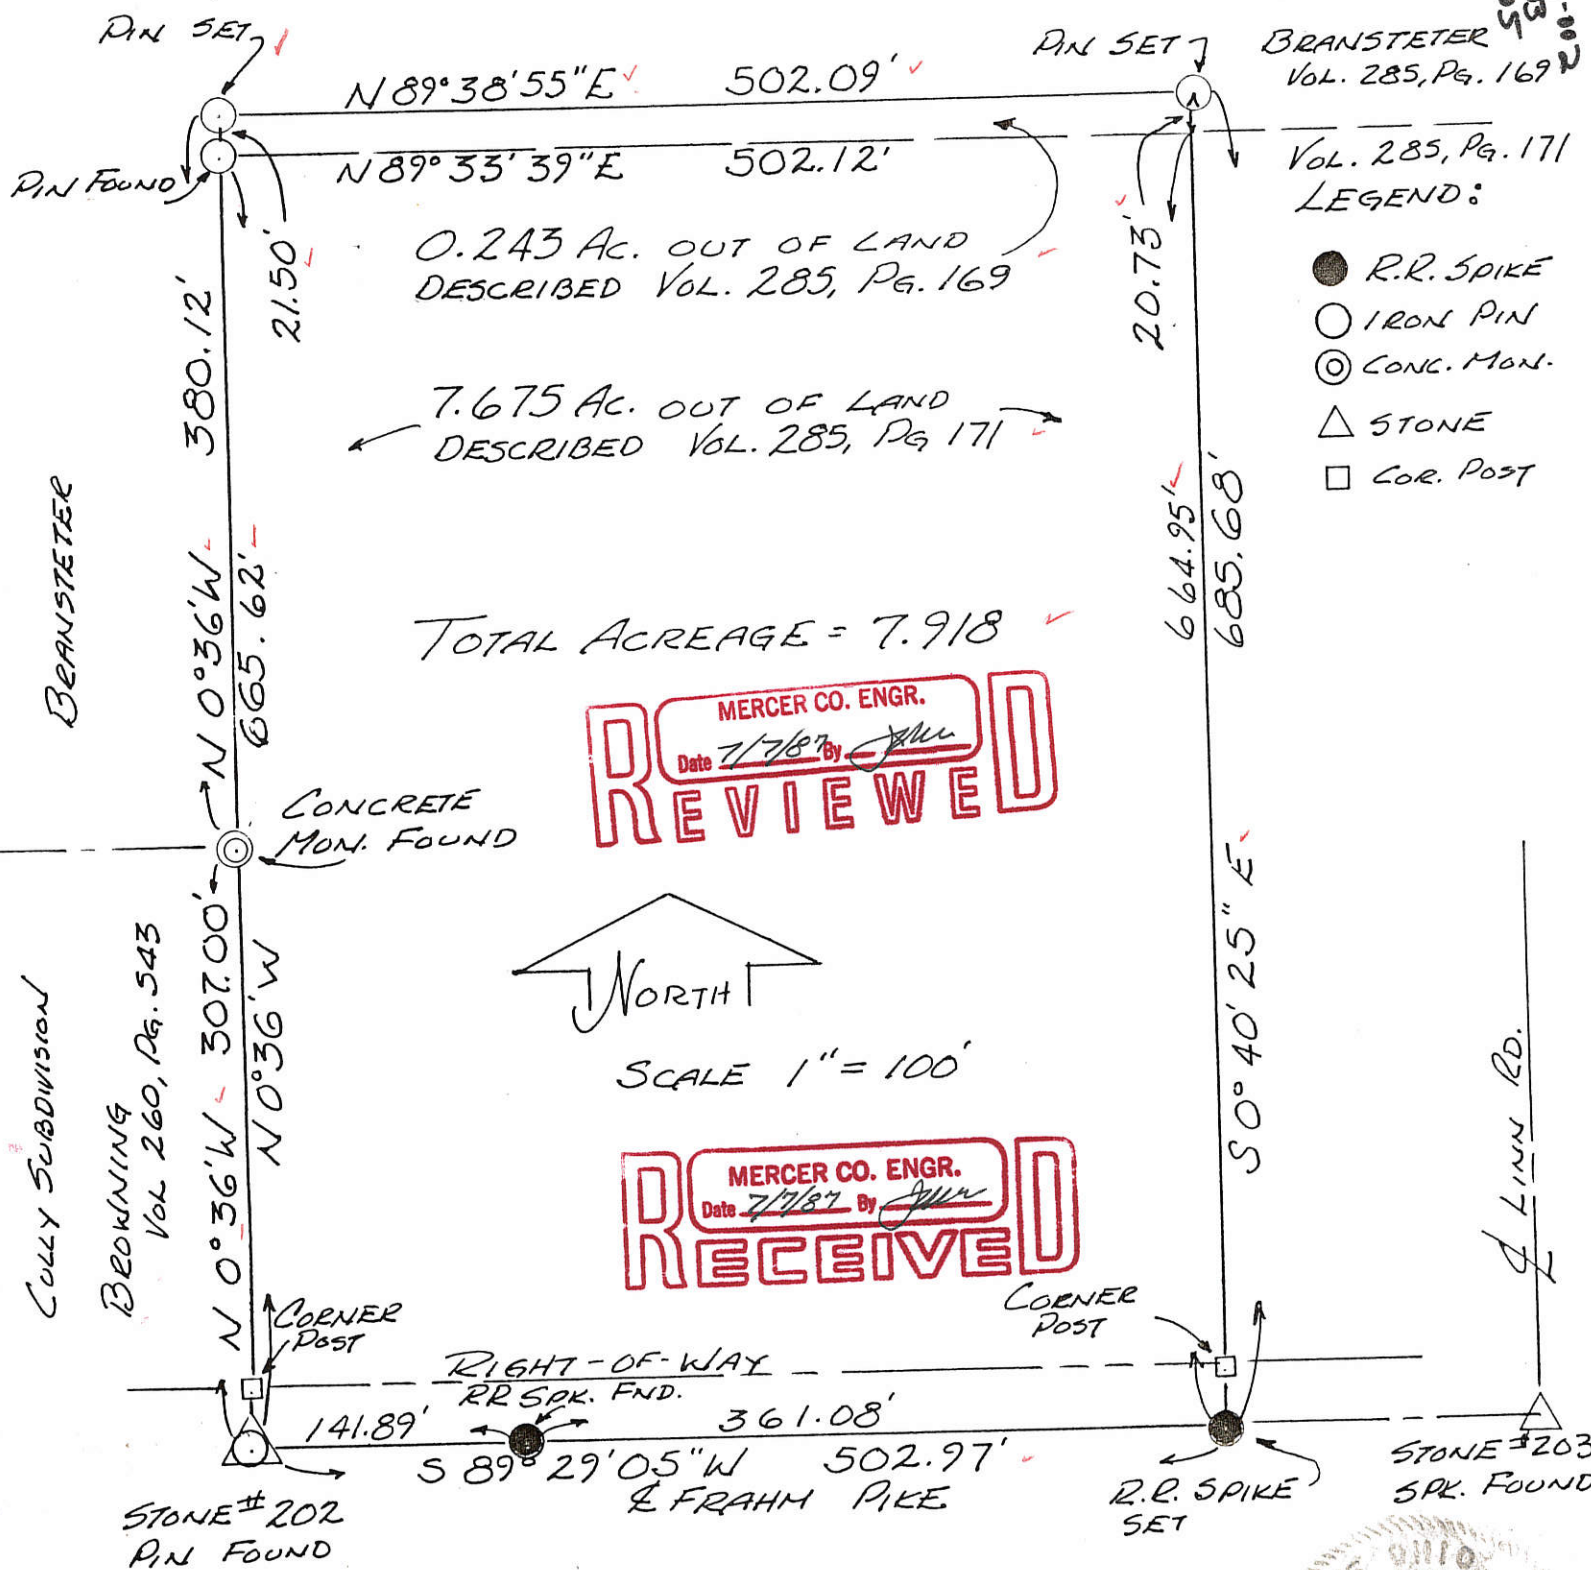 PIN SET
N 89° 38' 55" E 502.09'
PIN SET
BRANSTETER
VOL. 285, PG. 169
PIN FOUND
N 89° 33' 39" E 502.12'
VOL. 285, PG. 171
LEGEND:
R.R. SPIKE
IRON PIN
CONC. MON.
STONE
COR. POST
380.12'
21.50'
0.243 AC. OUT OF LAND
DESCRIBED VOL. 285, PG. 169
20.73'
7.675 AC. OUT OF LAND
DESCRIBED VOL. 285, PG 171
BRANSTETER
N 0° 36' W
665.62'
664.95'
685.68'
TOTAL ACREAGE = 7.918
MERCER CO. ENGR.
Date 7/7/87 By
REVIEWED
CONCRETE
MON. FOUND
307.00'
N 0° 36' W
N 0° 36' W
NORTH
SCALE 1" = 100'
S 0° 40' 25" E
℄ LINN RD.
CULLY SUBDIVISION
BROWNING
VOL 260, PG. 543
MERCER CO. ENGR.
Date 7/7/87 By
RECEIVED
CORNER
POST
CORNER
POST
RIGHT-OF-WAY
RR SPK. FND.
141.89'
361.08'
S 89° 29' 05" W 502.97'
℄ FRAHM PIKE
STONE #202
PIN FOUND
R.R. SPIKE
SET
STONE #203
SPK. FOUND